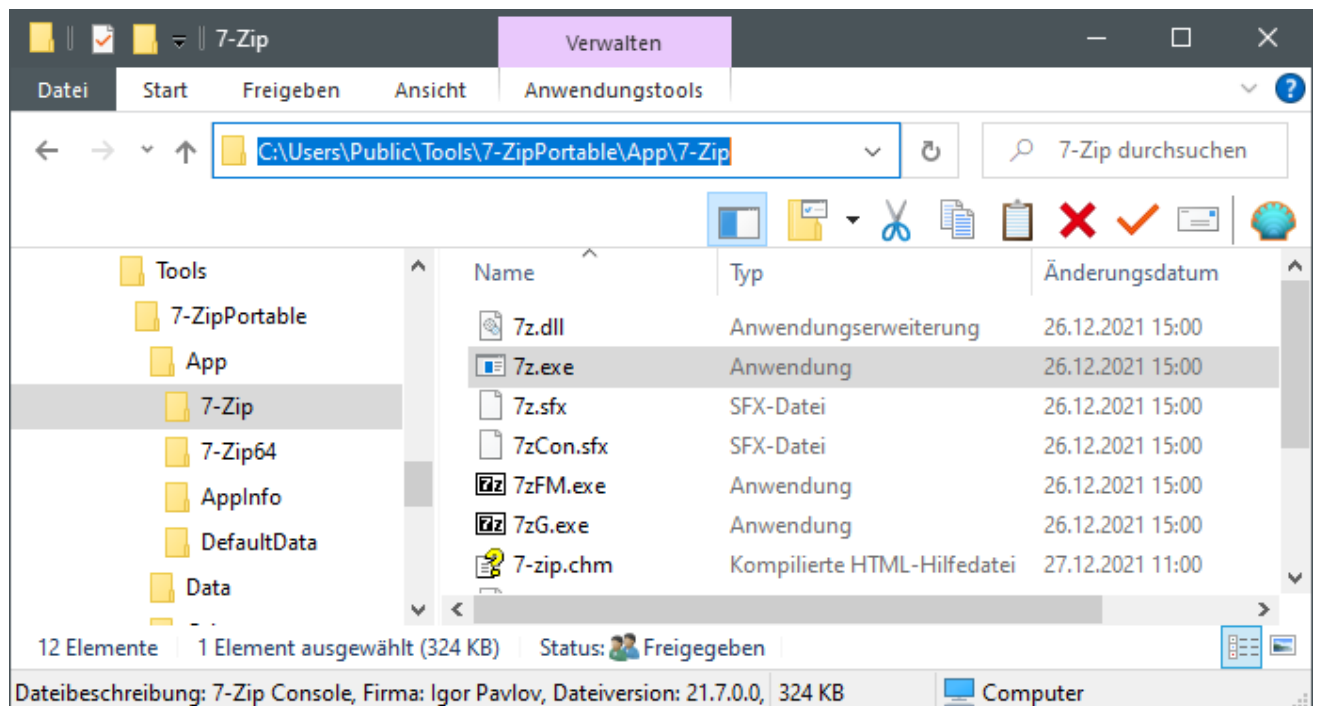 7-Zip
Verwalten
Datei Start Freigeben Ansicht Anwendungstools
C:\Users\Public\Tools\7-ZipPortable\App\7-Zip
7-Zip durchsuchen
Tools
7-ZipPortable
App
7-Zip
7-Zip64
AppInfo
DefaultData
Data
Name Typ Änderungsdatum
7z.dll Anwendungserweiterung 26.12.2021 15:00
7z.exe Anwendung 26.12.2021 15:00
7z.sfx SFX-Datei 26.12.2021 15:00
7zCon.sfx SFX-Datei 26.12.2021 15:00
7zFM.exe Anwendung 26.12.2021 15:00
7zG.exe Anwendung 26.12.2021 15:00
7-zip.chm Kompilierte HTML-Hilfedatei 27.12.2021 11:00
12 Elemente 1 Element ausgewählt (324 KB) Status: Freigegeben
Dateibeschreibung: 7-Zip Console, Firma: Igor Pavlov, Dateiversion: 21.7.0.0, 324 KB Computer